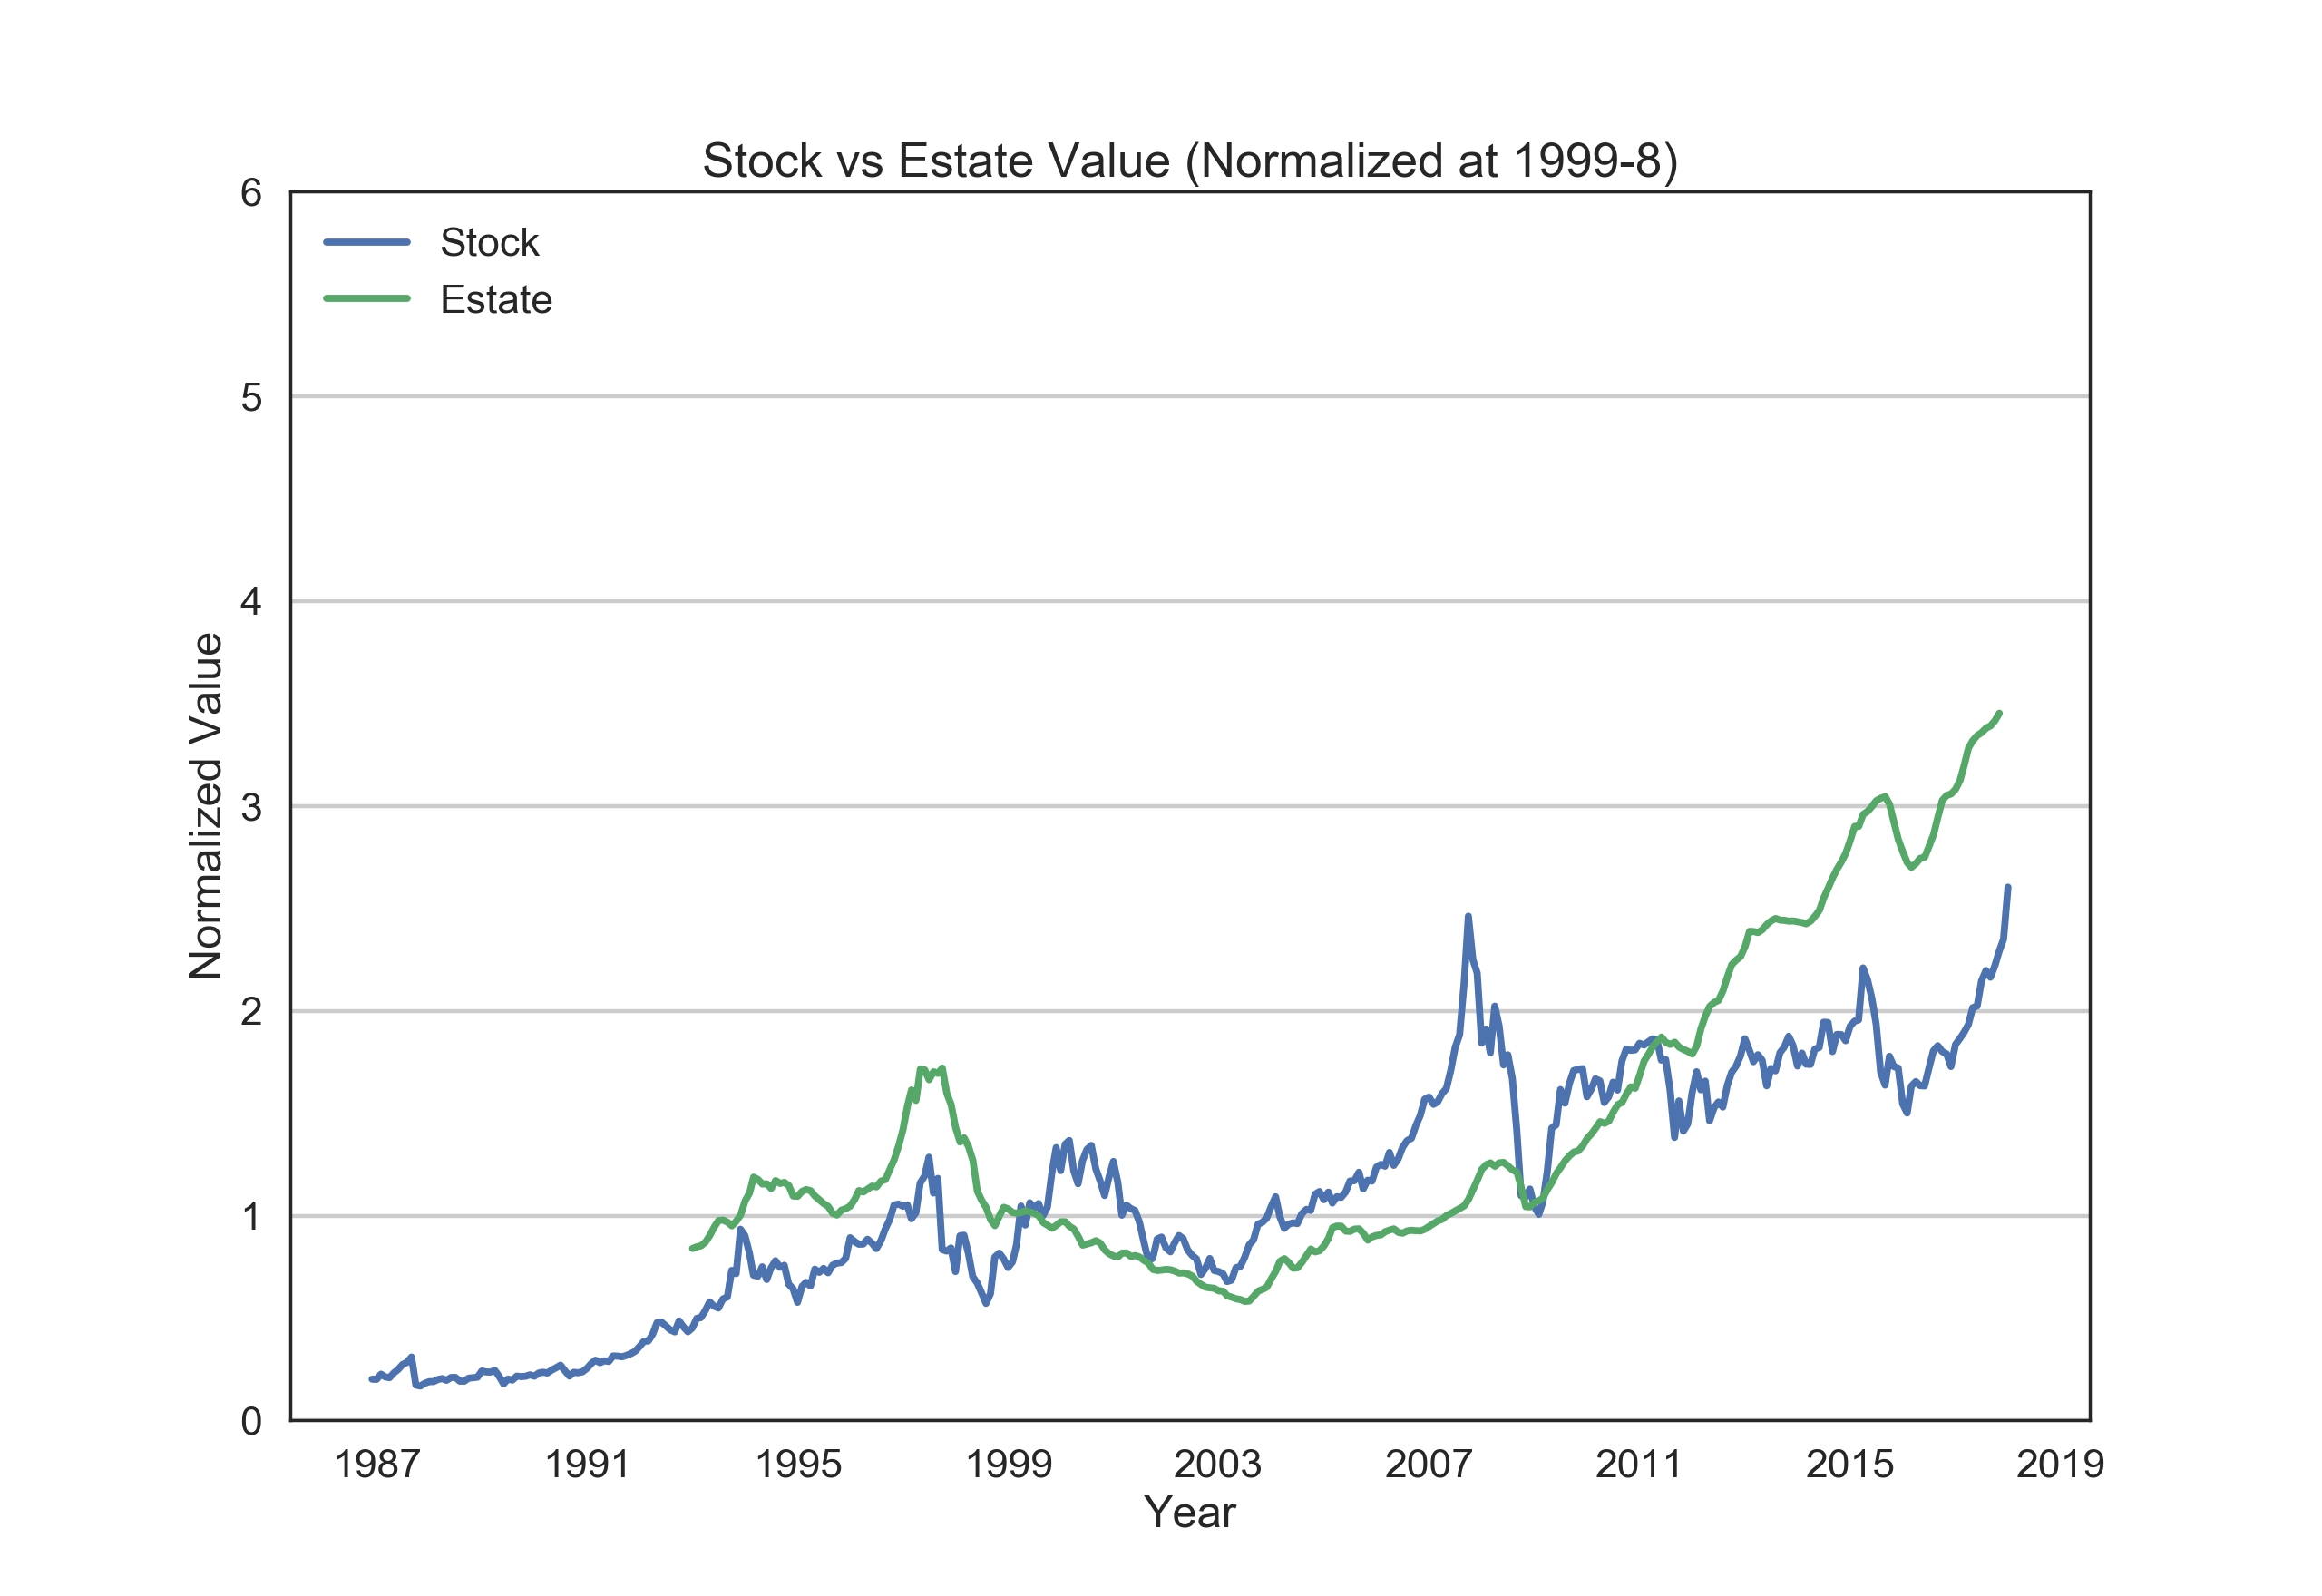 Stock vs Estate Value (Normalized at 1999-8)
6
Stock
Estate
5
4
3
2
1
0
Normalized Value
1987 1991 1995 1999 2003 2007 2011 2015 2019
Year